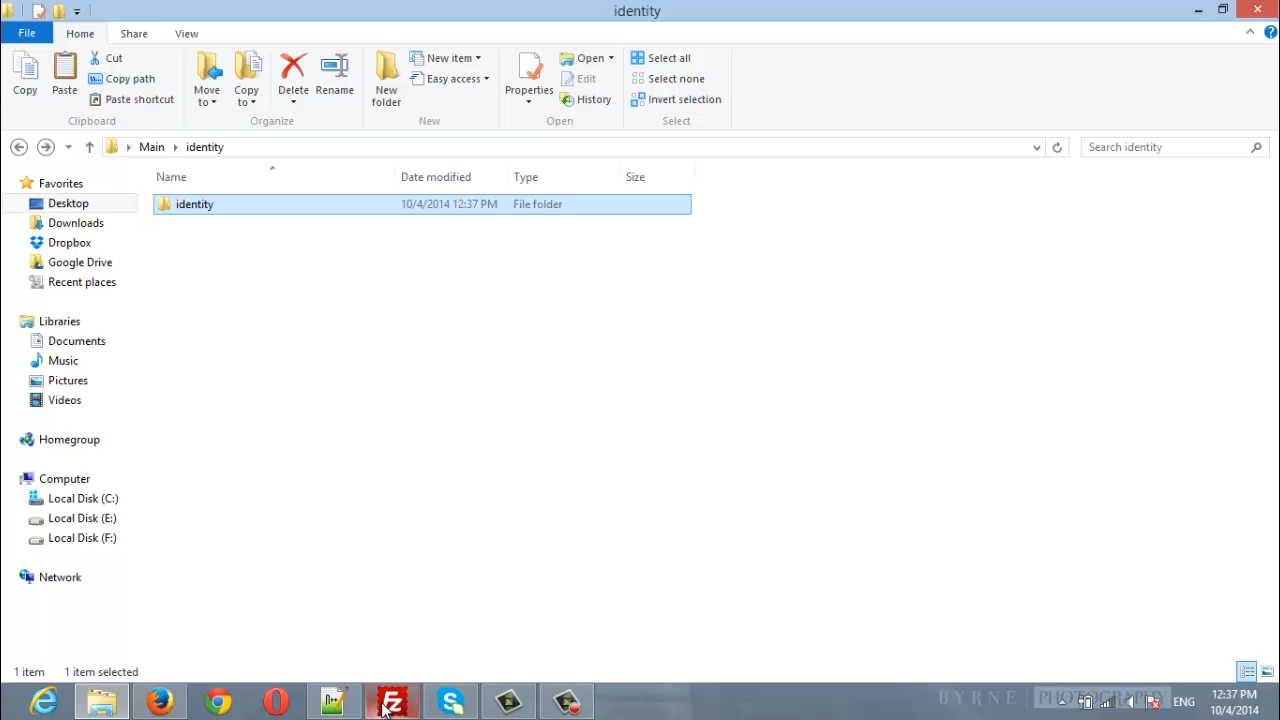 identity
File Home Share View
Copy Paste Cut Copy path Paste shortcut Clipboard
Move to Copy to Delete Rename Organize
New folder New item Easy access New
Properties Open Edit History Open
Select all Select none Invert selection Select
Main identity Search identity
Name Date modified Type Size
identity 10/4/2014 12:37 PM File folder
Favorites
Desktop
Downloads
Dropbox
Google Drive
Recent places
Libraries
Documents
Music
Pictures
Videos
Homegroup
Computer
Local Disk (C:)
Local Disk (E:)
Local Disk (F:)
Network
1 item 1 item selected
BYRNE PHOTOGRAPHY ENG 12:37 PM
10/4/2014